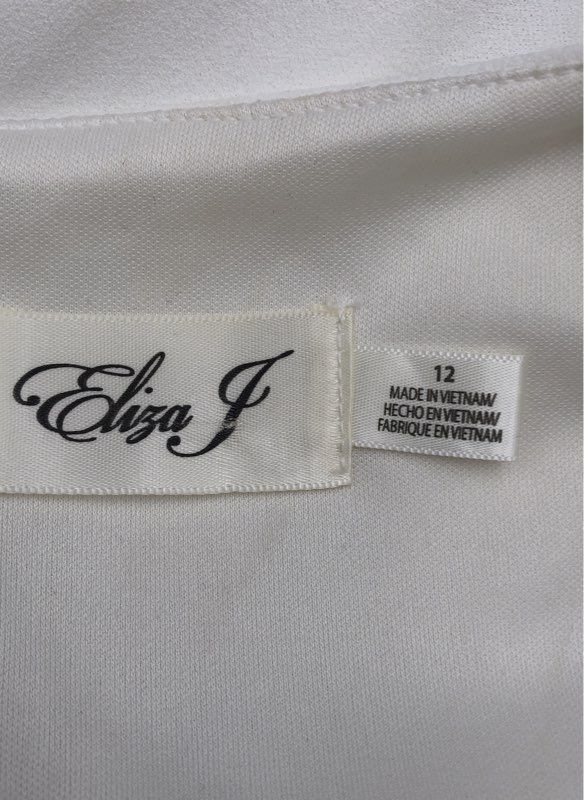 Eliza J
12
MADE IN VIETNAM/
HECHO EN VIETNAM/
FABRIQUE EN VIETNAM